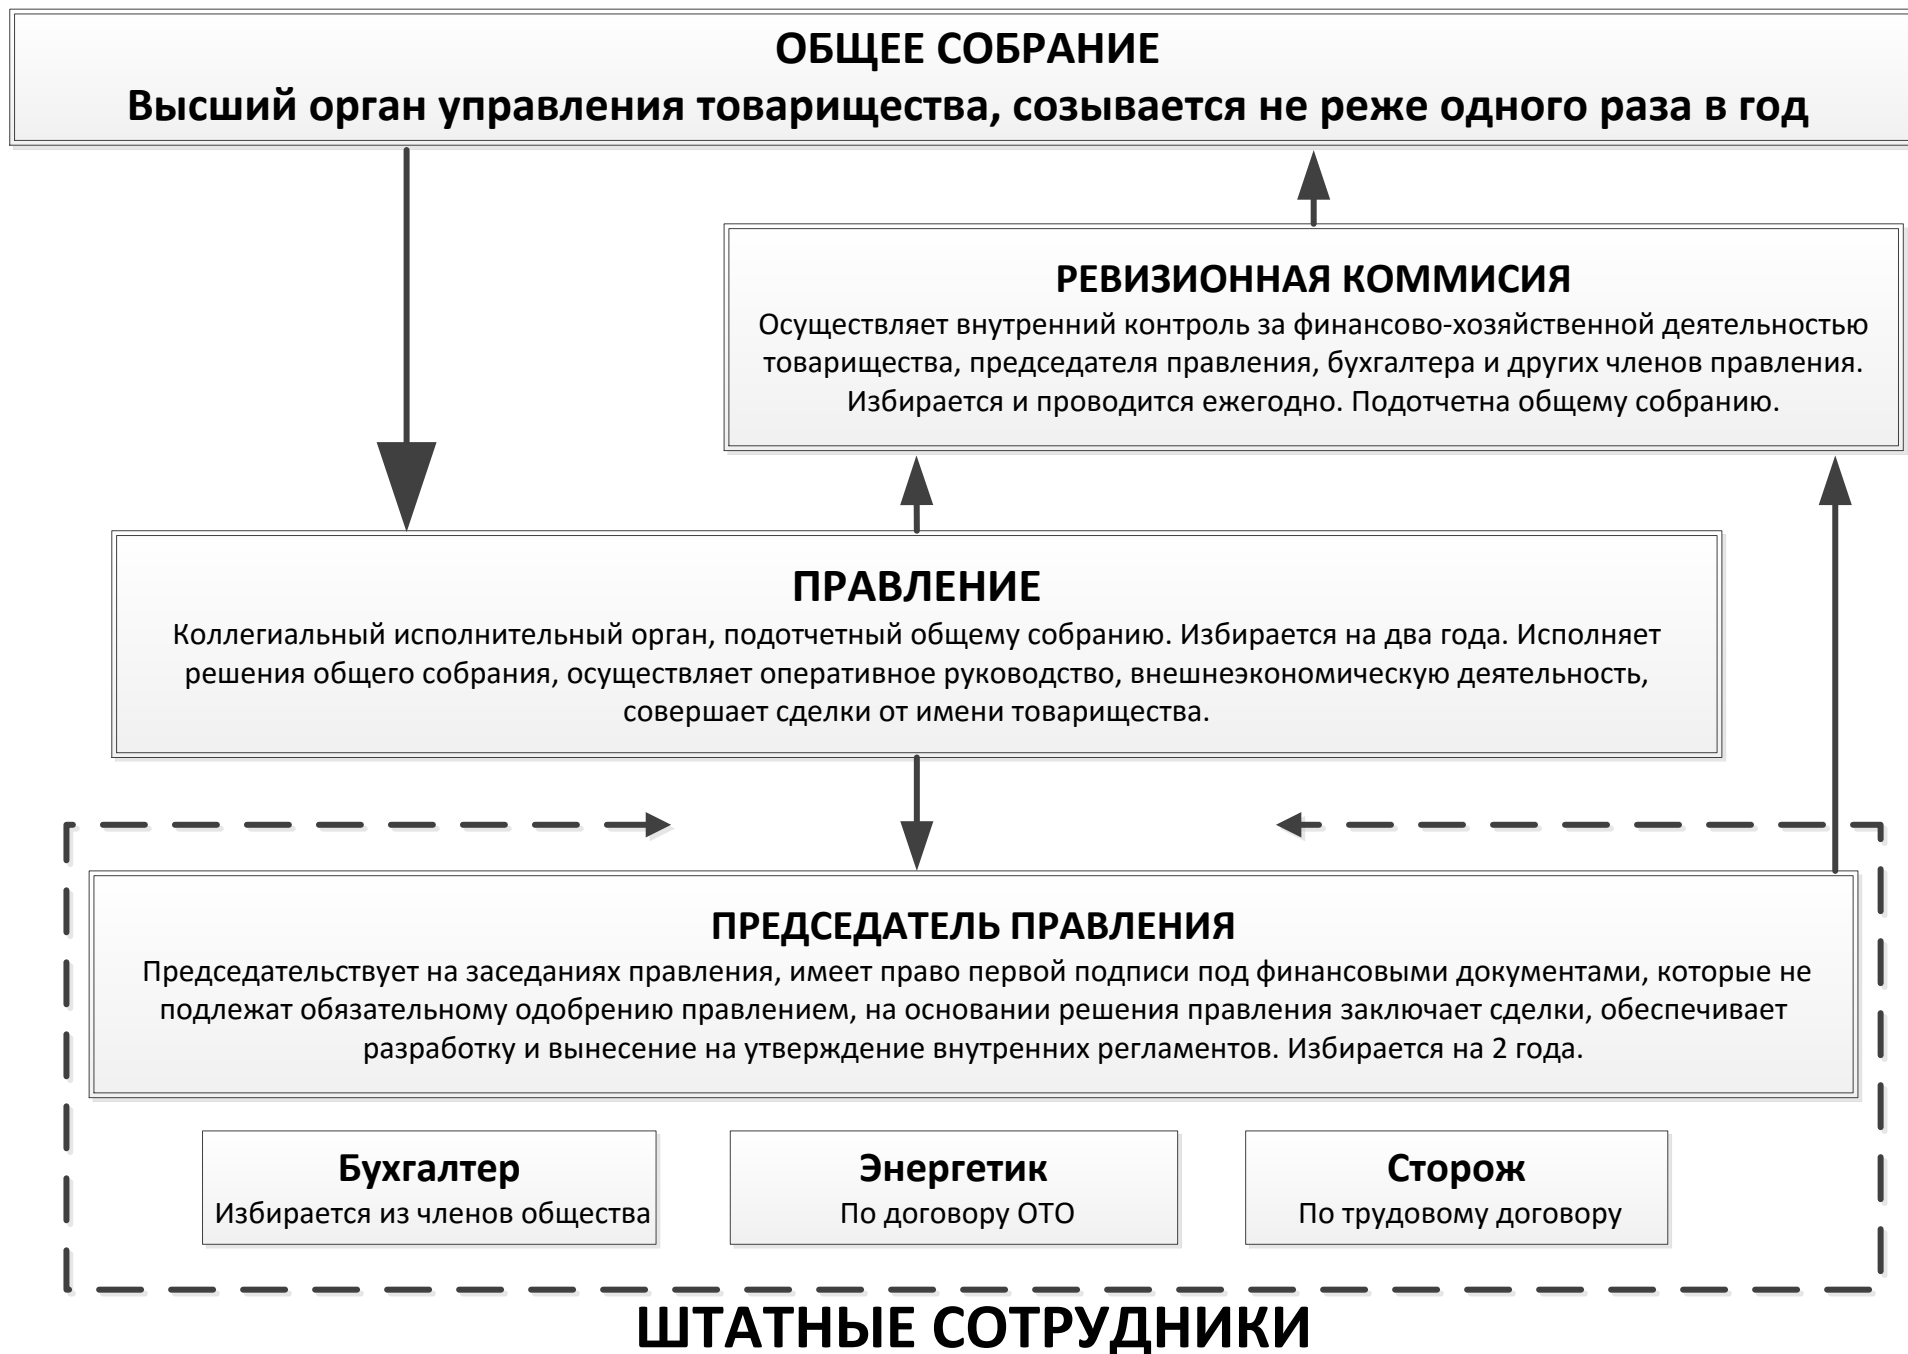 ОБЩЕЕ СОБРАНИЕ
Высший орган управления товарищества, созывается не реже одного раза в год
РЕВИЗИОННАЯ КОММИСИЯ
Осуществляет внутренний контроль за финансово-хозяйственной деятельностью
товарищества, председателя правления, бухгалтера и других членов правления.
Избирается и проводится ежегодно. Подотчетна общему собранию.
ПРАВЛЕНИЕ
Коллегиальный исполнительный орган, подотчетный общему собранию. Избирается на два года. Исполняет
решения общего собрания, осуществляет оперативное руководство, внешнеэкономическую деятельность,
совершает сделки от имени товарищества.
ПРЕДСЕДАТЕЛЬ ПРАВЛЕНИЯ
Председательствует на заседаниях правления, имеет право первой подписи под финансовыми документами, которые не
подлежат обязательному одобрению правлением, на основании решения правления заключает сделки, обеспечивает
разработку и вынесение на утверждение внутренних регламентов. Избирается на 2 года.
Бухгалтер
Избирается из членов общества
Энергетик
По договору ОТО
Сторож
По трудовому договору
ШТАТНЫЕ СОТРУДНИКИ